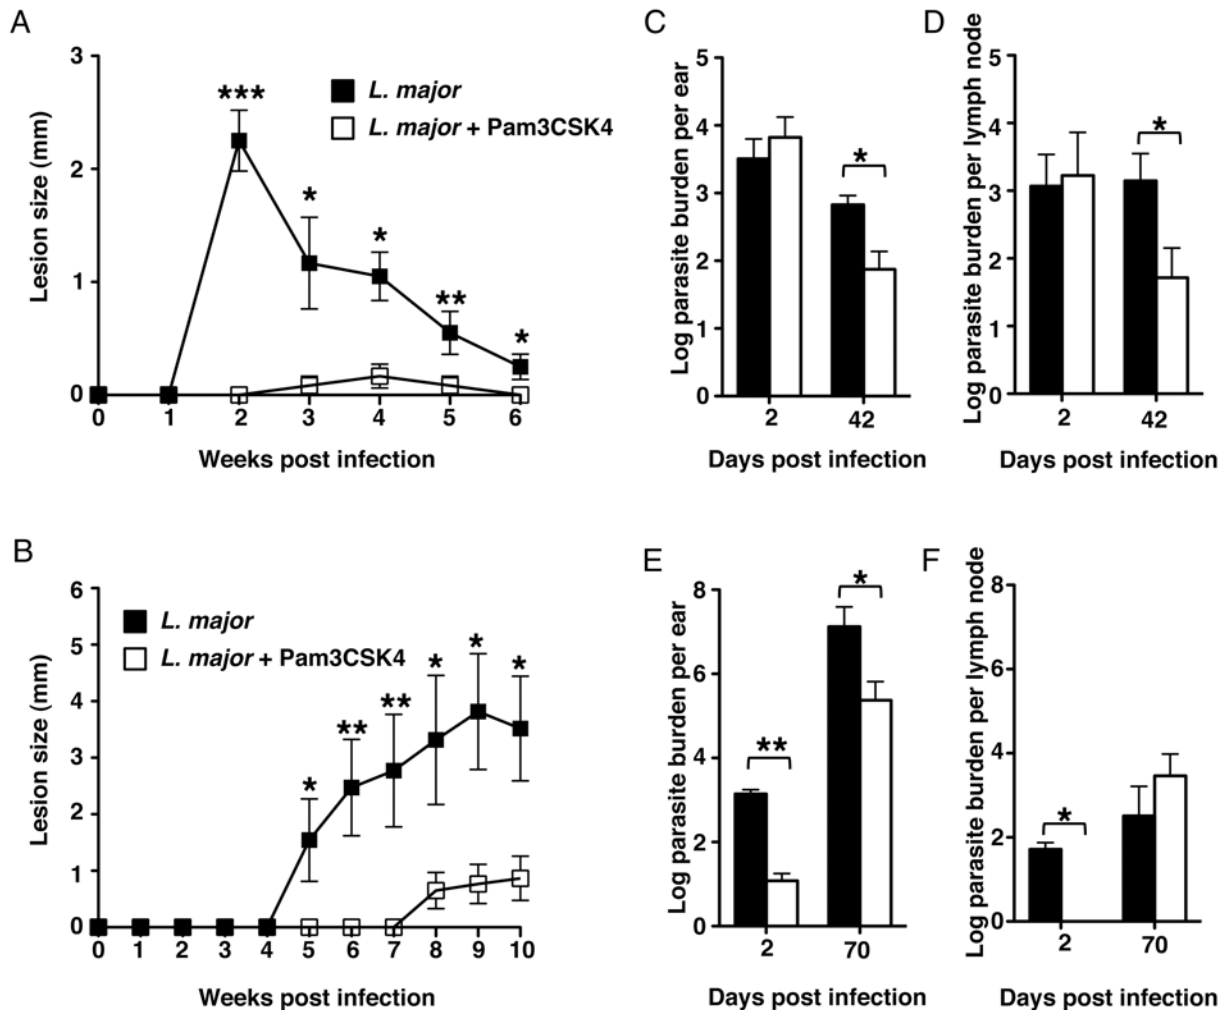 A
Lesion size (mm)
3
2
1
0
***
*
*
**
*
L. major
L. major + Pam3CSK4
0 1 2 3 4 5 6
Weeks post infection
C
Log parasite burden per ear
5
4
3
2
1
0
*
2 42
Days post infection
D
Log parasite burden per lymph node
5
4
3
2
1
0
*
2 42
Days post infection
B
Lesion size (mm)
6
5
4
3
2
1
0
L. major
L. major + Pam3CSK4
*
**
**
*
*
*
0 1 2 3 4 5 6 7 8 9 10
Weeks post infection
E
Log parasite burden per ear
8
6
4
2
0
**
*
2 70
Days post infection
F
Log parasite burden per lymph node
8
6
4
2
0
*
2 70
Days post infection